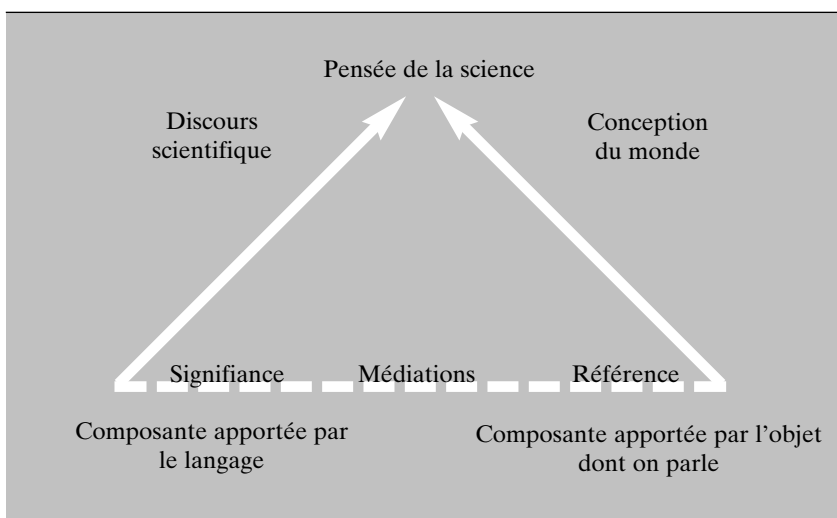 Pensée de la science
Discours
scientifique
Conception
du monde
Signifiance
Médiations
Référence
Composante apportée par
le langage
Composante apportée par l'objet
dont on parle